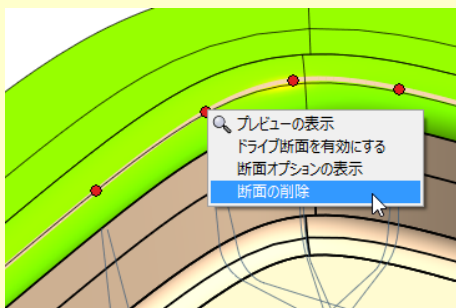 プレビューの表示
ドライブ断面を有効にする
断面オプションの表示
断面の削除